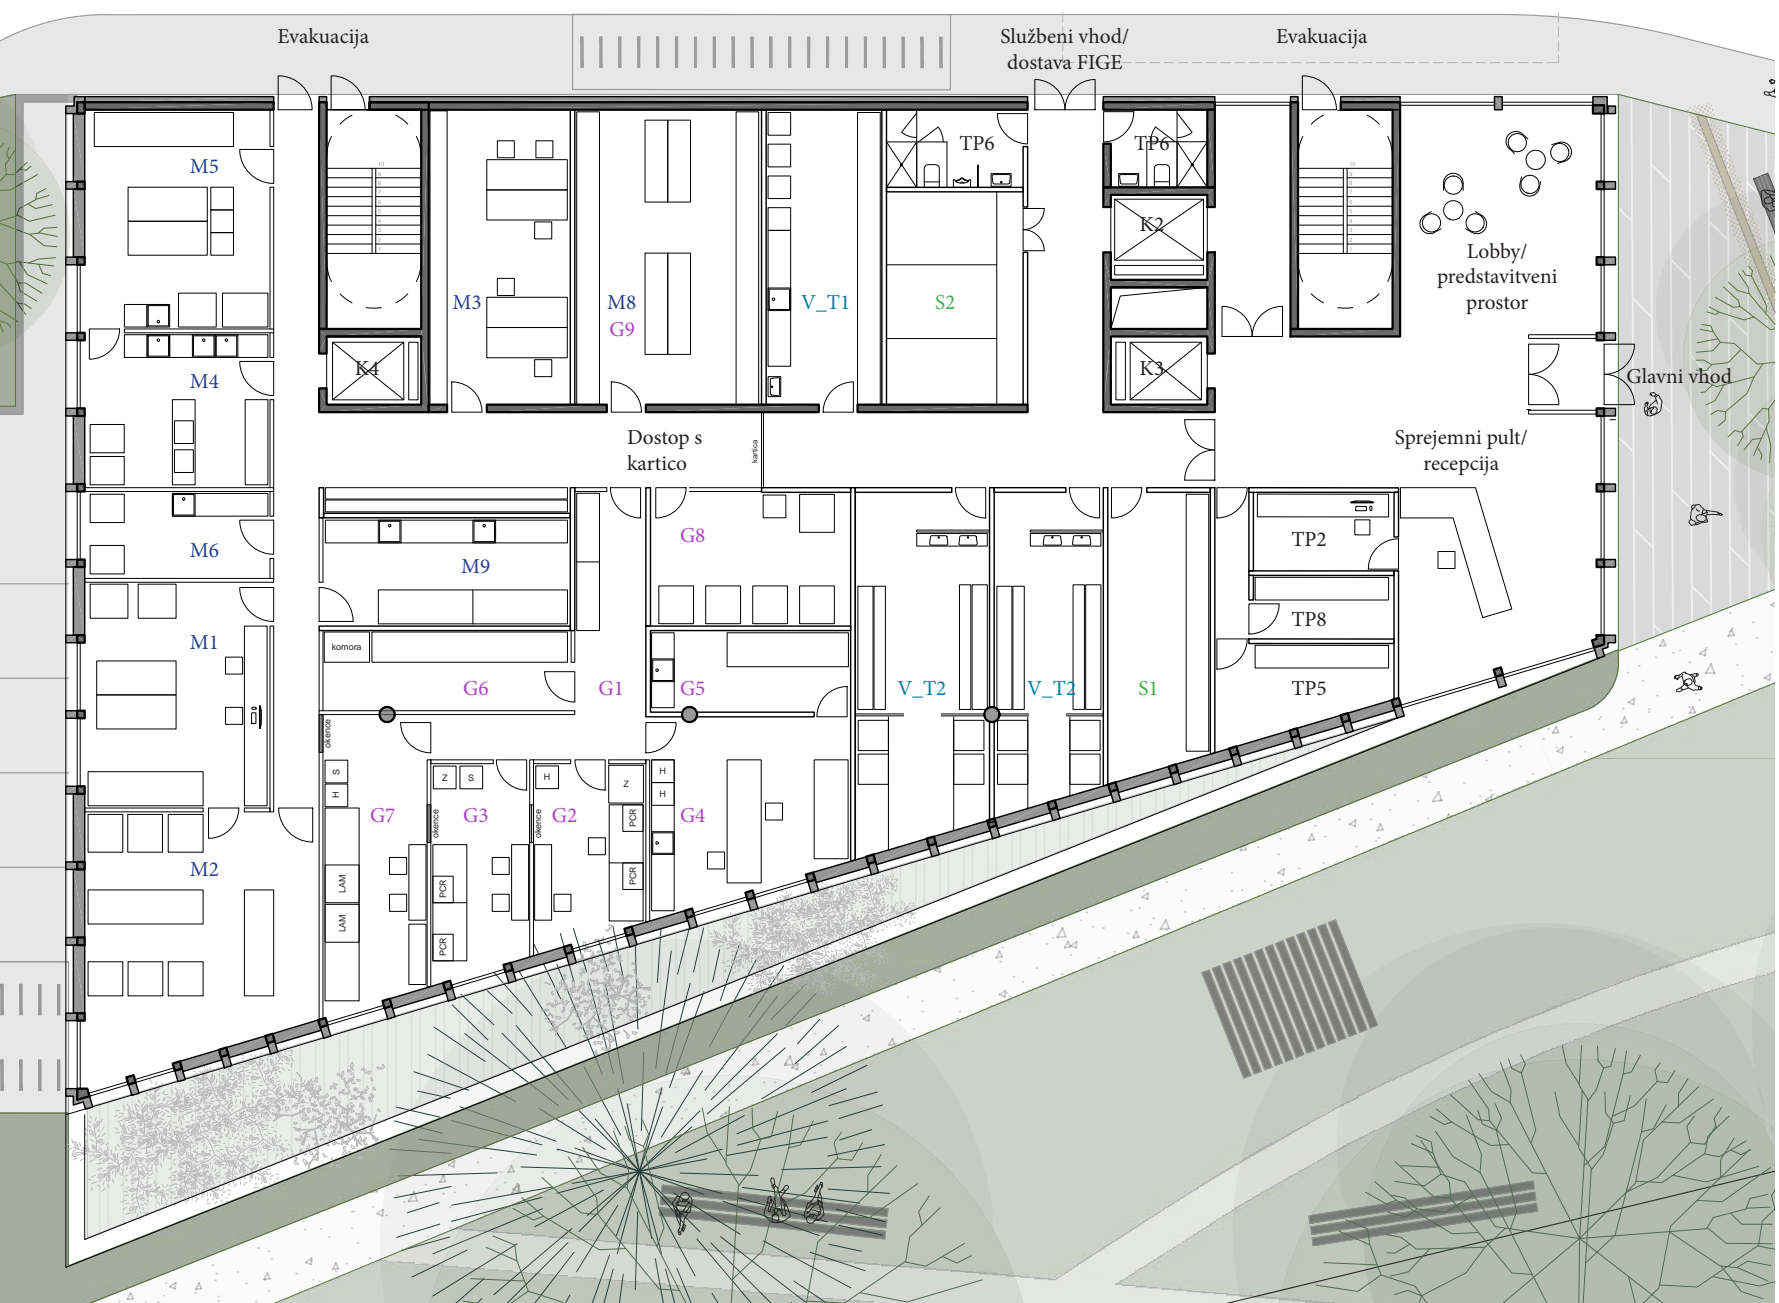 Evakuacija
Službeni vhod/
dostava FIGE
Evakuacija
M5
TP6
TP6
K2
Lobby/
predstavitveni
prostor
M3
M8
G9
V_T1
S2
K4
K3
M4
Glavni vhod
Dostop s
kartico
kartica
Sprejemni pult/
recepcija
M6
M9
G8
TP2
M1
komora
TP8
G6
G1
G5
V_T2
V_T2
S1
TP5
okence
S
H
G7
Z
S
G3
okence
H
G2
okence
Z
PCR
PCR
H
H
G4
M2
LAM
LAM
PCR
PCR